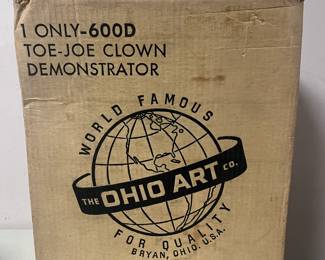 1 ONLY-600D
TOE-JOE CLOWN
DEMONSTRATOR
WORLD FAMOUS
THE OHIO ART CO.
FOR QUALITY
BRYAN, OHIO. U.S.A.